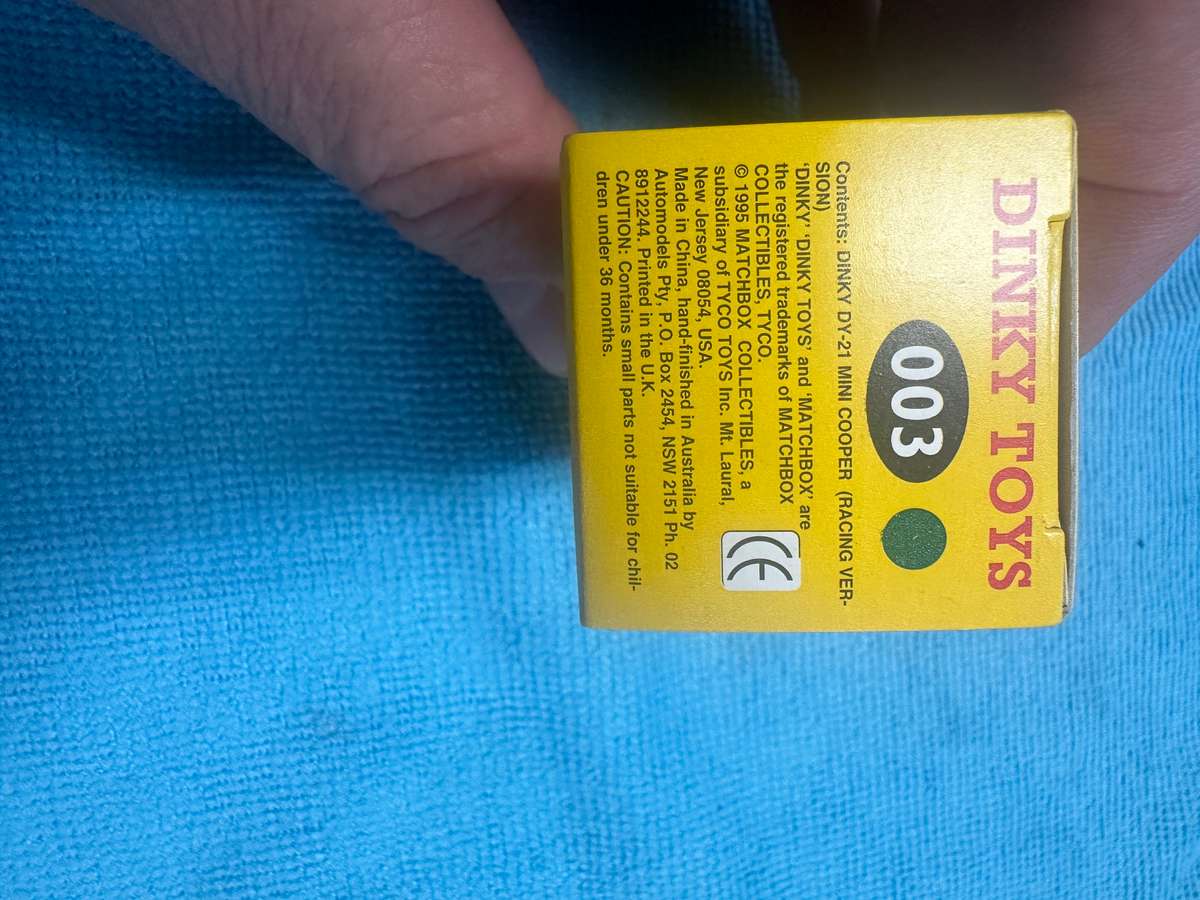 DINKY TOYS
003
Contents: DINKY DY-21 MINI COOPER (RACING VER-
SION)
'DINKY' 'DINKY TOYS' and 'MATCHBOX' are
the registered trademarks of MATCHBOX
COLLECTIBLES, TYCO.
© 1995 MATCHBOX COLLECTIBLES, a
subsidiary of TYCO TOYS Inc. Mt. Laural,
New Jersey 08054, USA.
Made in China, hand-finished in Australia by
Automodels Pty, P.O. Box 2454, NSW 2151 Ph. 02
8912244. Printed in the U.K.
CAUTION: Contains small parts not suitable for chil-
dren under 36 months.
CE